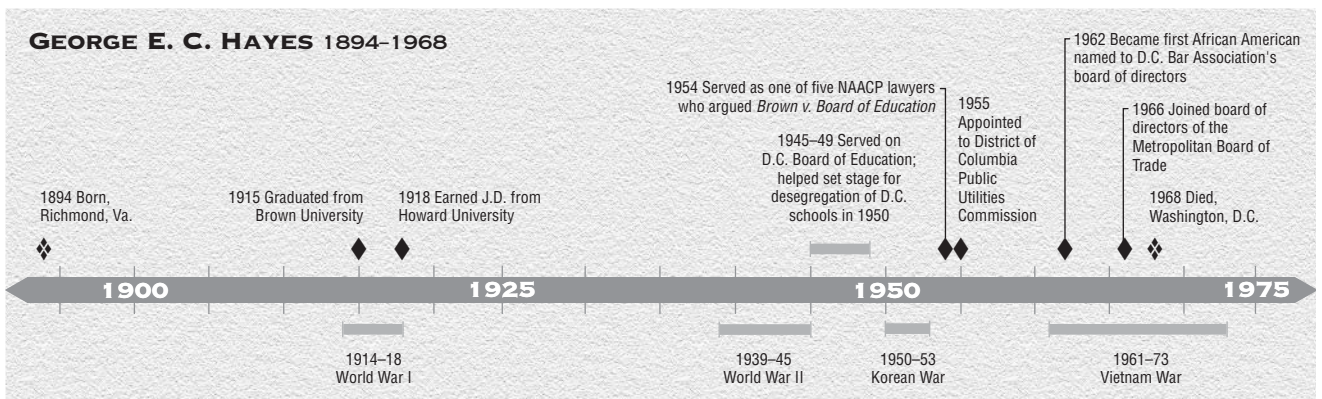 GEORGE E. C. HAYES 1894–1968
1894 Born,
Richmond, Va.
1915 Graduated from
Brown University
1918 Earned J.D. from
Howard University
1945–49 Served on
D.C. Board of Education;
helped set stage for
desegregation of D.C.
schools in 1950
1954 Served as one of five NAACP lawyers
who argued Brown v. Board of Education
1955
Appointed
to District of
Columbia
Public
Utilities
Commission
1962 Became first African American
named to D.C. Bar Association's
board of directors
1966 Joined board of
directors of the
Metropolitan Board of
Trade
1968 Died,
Washington, D.C.
1900 1925 1950 1975
1914–18
World War I
1939–45
World War II
1950–53
Korean War
1961–73
Vietnam War